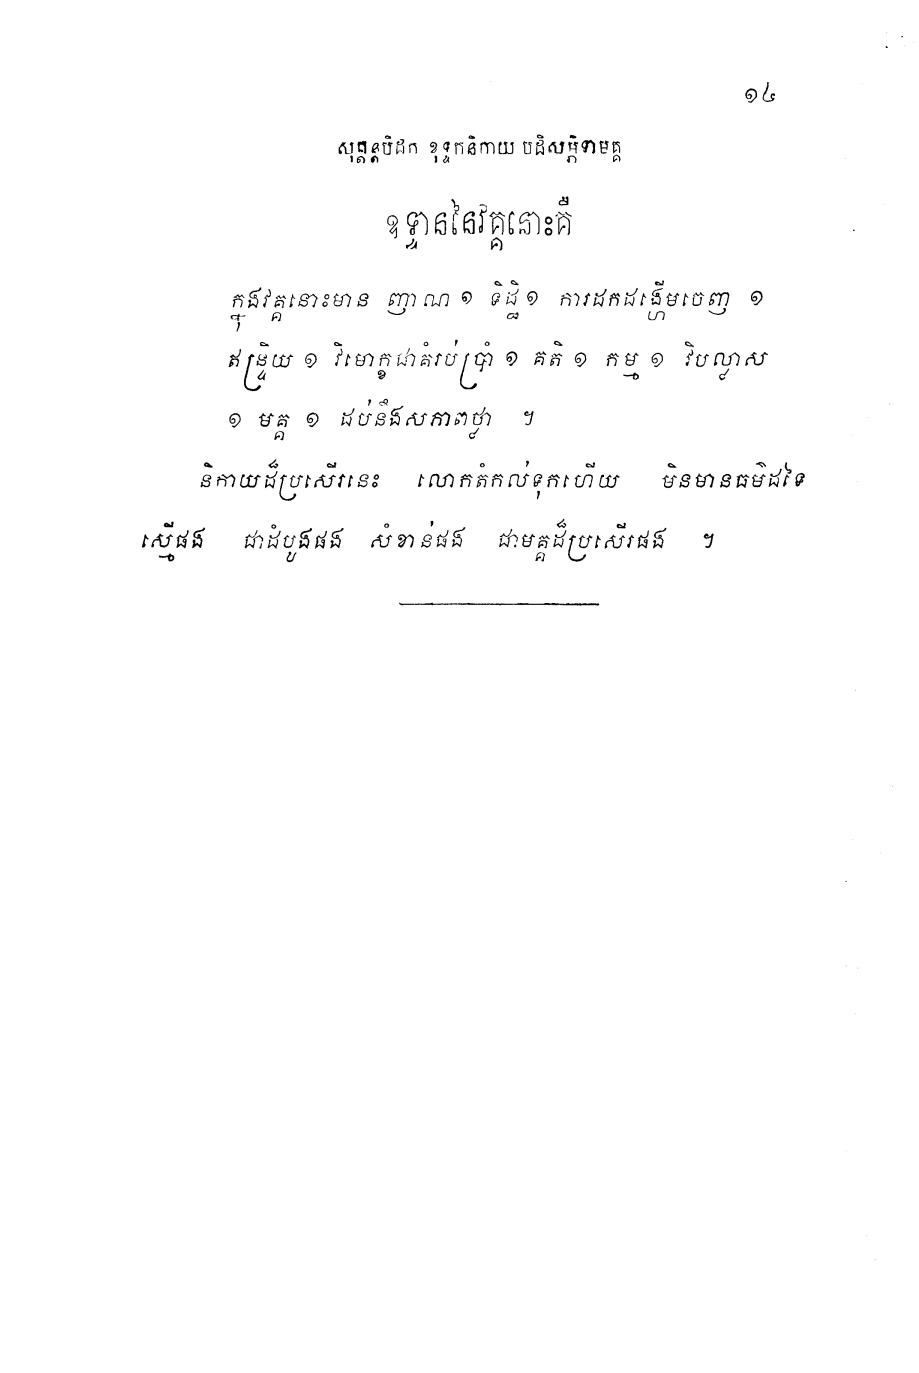 ១៤
សុត្តន្តបិដក ខុទ្ទកនិកាយ បដិសម្ភិទាមគ្គ
ឧទ្ទាននៃវគ្គនោះគឺ
ក្នុងវគ្គនោះមាន ញាណ ១ ទិដ្ឋិ ១ ការដកដង្ហើមចេញ ១
ឥន្ទ្រិយ ១ វិមោក្ខជាគំរប់ប្រាំ ១ គតិ ១ កម្ម ១ វិបល្លាស
១ មគ្គ ១ ដប់នឹងសភាពថ្លា ។
និកាយដ៏ប្រសើរនេះ លោកតំកល់ទុកហើយ មិនមានធម៌ដទៃ
ស្មើផង ជាដំបូងផង សំខាន់ផង ជាមគ្គដ៏ប្រសើរផង ។